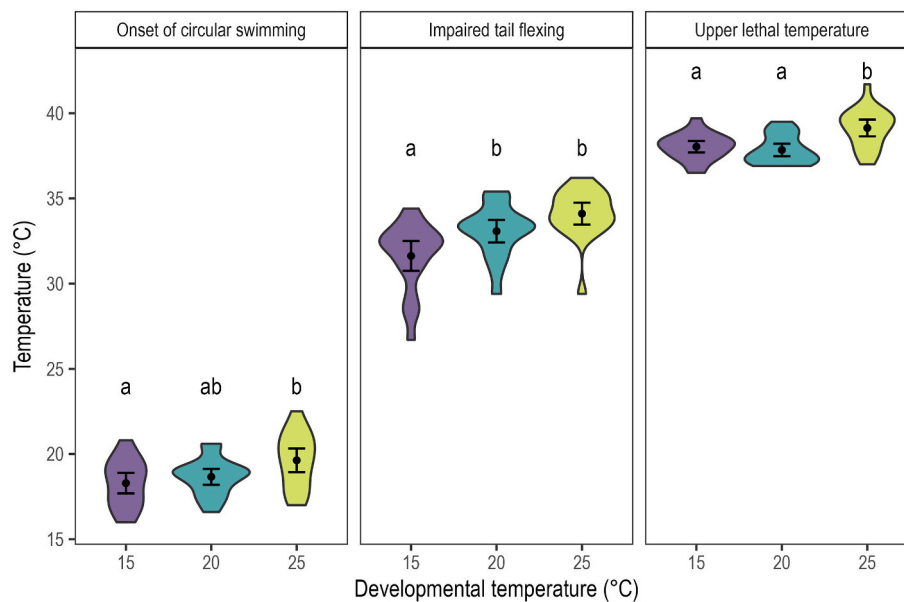 Onset of circular swimming
Impaired tail flexing
Upper lethal temperature
a
a
b
a
b
b
a
ab
b
Temperature (°C)
40
35
30
25
20
15
15
20
25
15
20
25
15
20
25
Developmental temperature (°C)